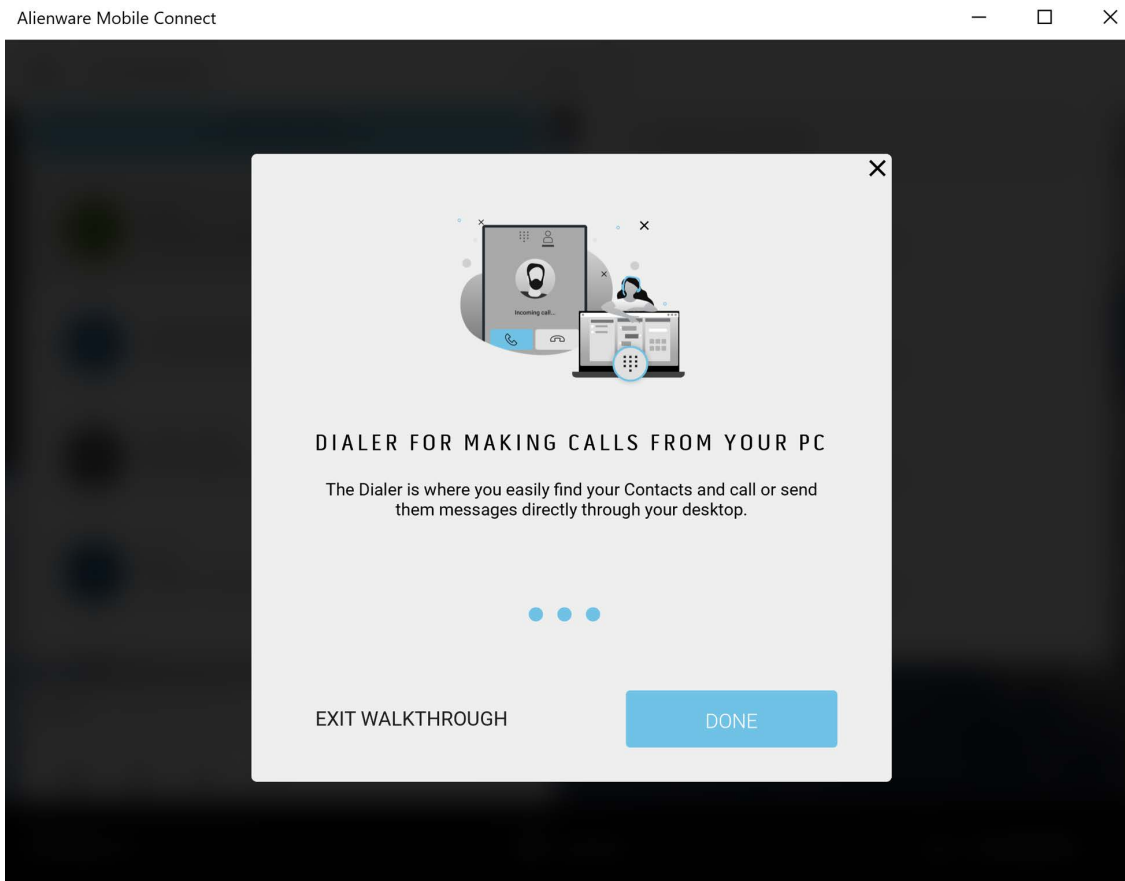 Alienware Mobile Connect
Incoming call...
DIALER FOR MAKING CALLS FROM YOUR PC
The Dialer is where you easily find your Contacts and call or send
them messages directly through your desktop.
EXIT WALKTHROUGH
DONE